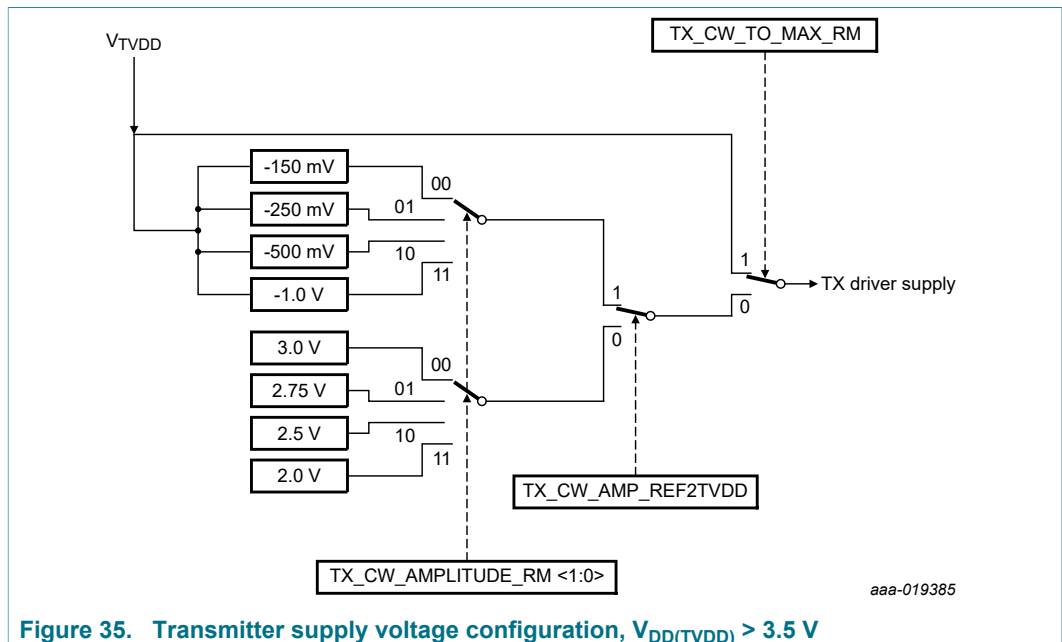 TX_CW_TO_MAX_RM
VTVDD
-150 mV
00
-250 mV
01
-500 mV
10
11
-1.0 V
1
TX driver supply
0
1
0
3.0 V
00
2.75 V
01
2.5 V
10
11
2.0 V
TX_CW_AMP_REF2TVDD
TX_CW_AMPLITUDE_RM <1:0>
aaa-019385
Figure 35. Transmitter supply voltage configuration, VDD(TVDD) > 3.5 V